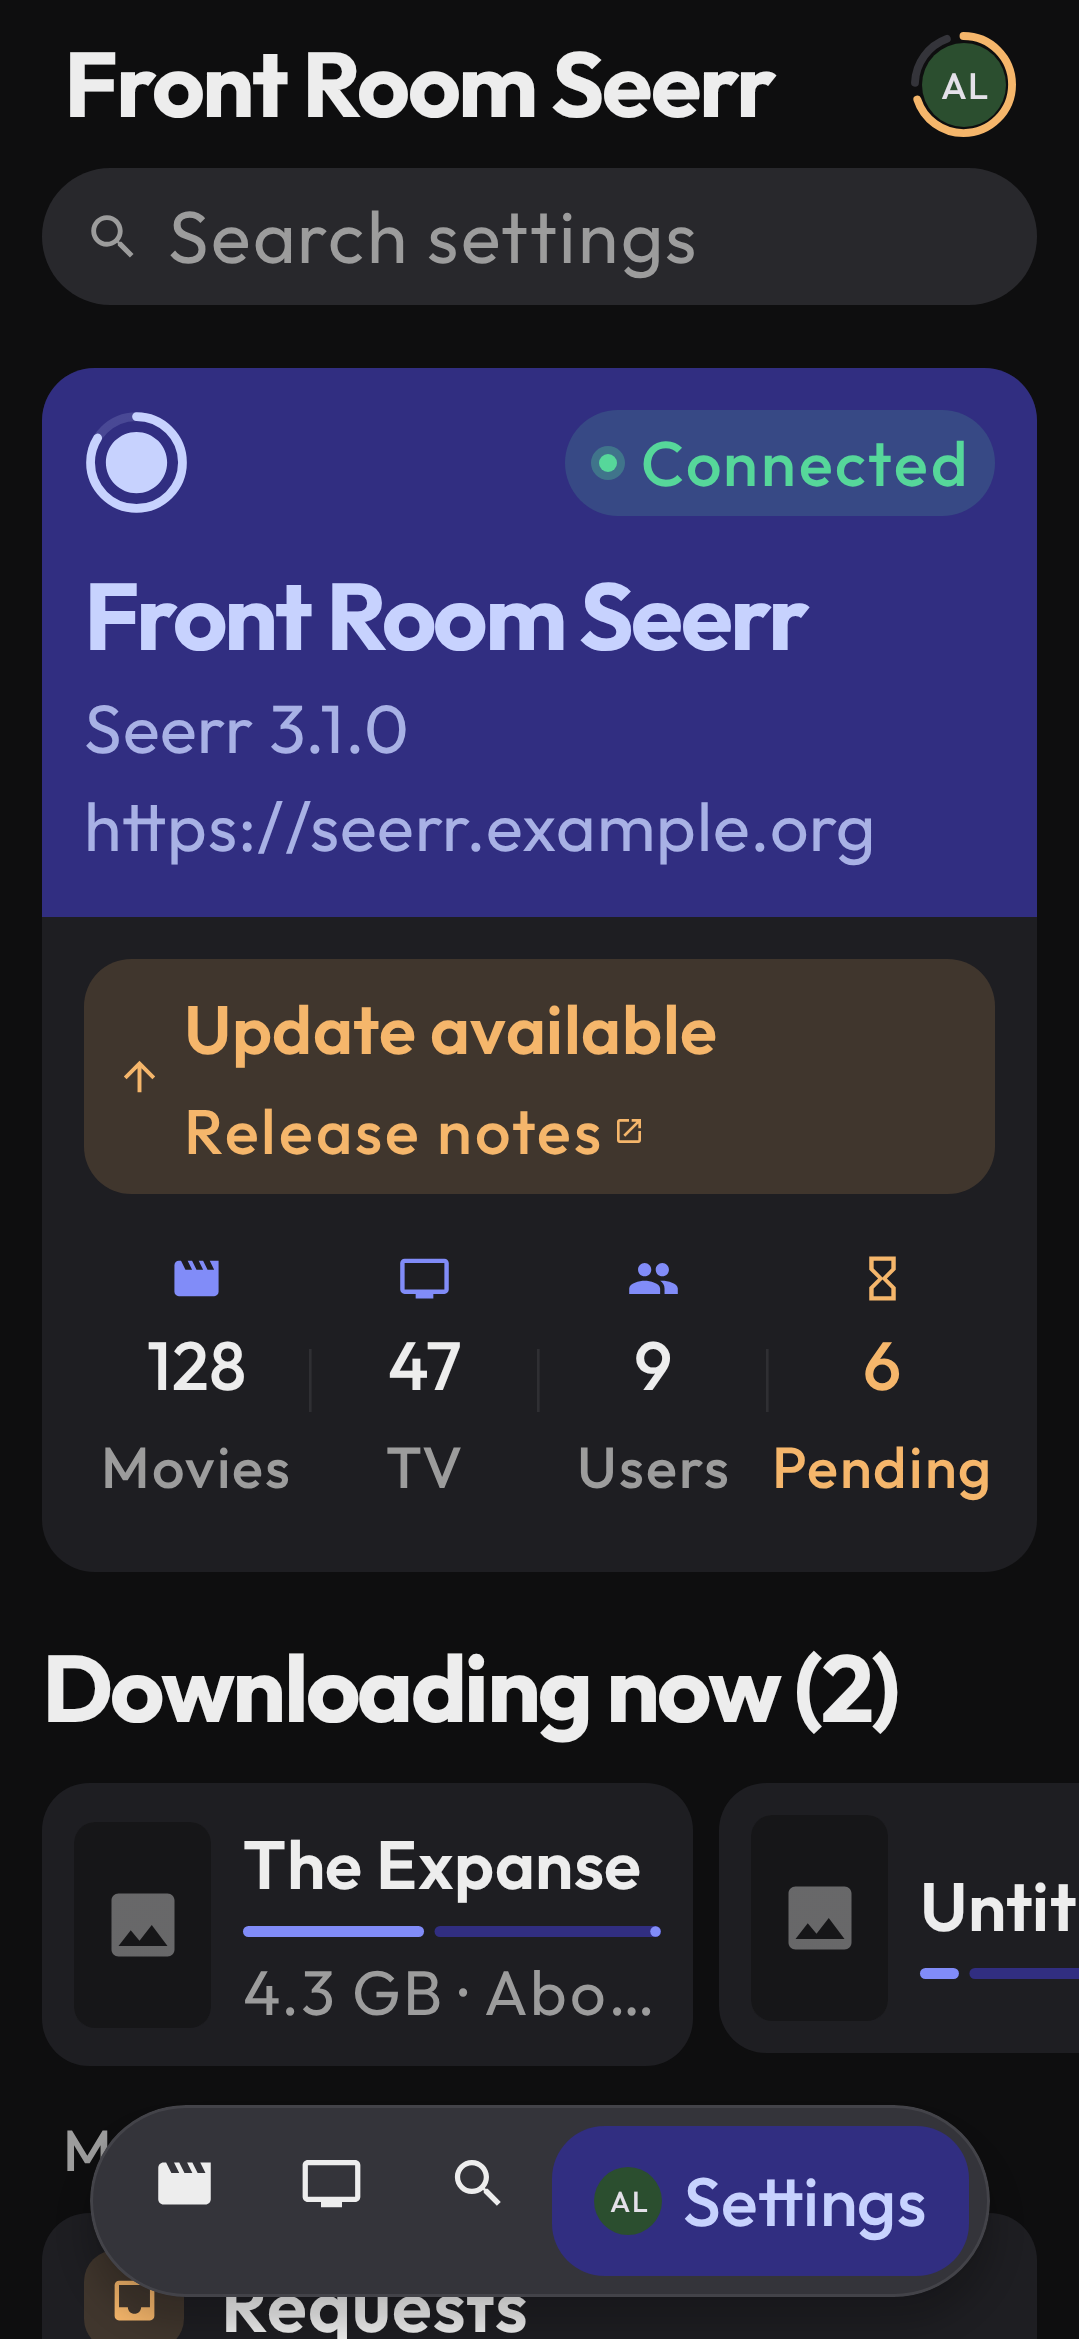 Front Room Seerr
AL
Search settings
Connected
Front Room Seerr
Seerr 3.1.0
https://seerr.example.org
Update available
Release notes
128
47
9
6
Movies
TV
Users
Pending
Downloading now (2)
The Expanse
4.3 GB · Abo...
Untit
M
AL
Settings
Requests